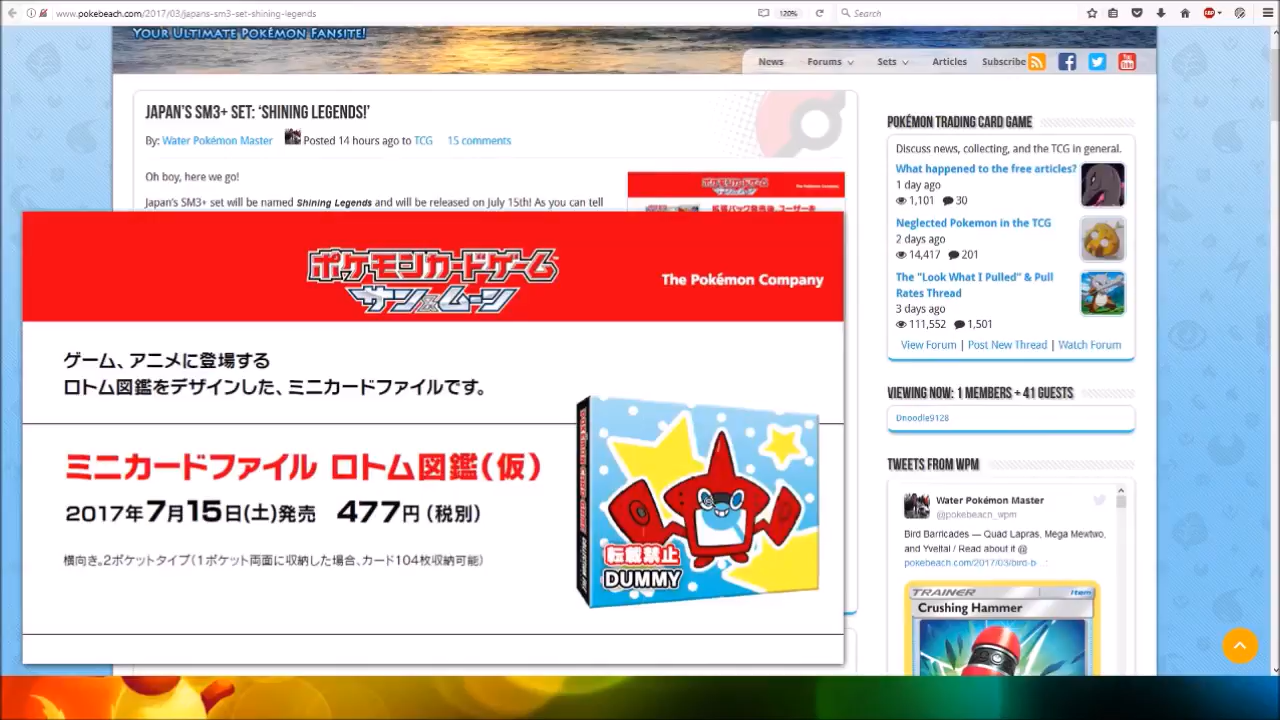 www.pokebeach.com/2017/03/japans-sm3-set-shining-legends
120%
Search
YOUR ULTIMATE POKÉMON FANSITE!
News
Forums
Sets
Articles
Subscribe
JAPAN'S SM3+ SET: 'SHINING LEGENDS!'
By: Water Pokémon Master Posted 14 hours ago to TCG 15 comments
Oh boy, here we go!
Japan's SM3+ set will be named Shining Legends and will be released on July 15th! As you can tell
ポケモンカードゲーム
サン&ムーン
The Pokémon Company
ゲーム、アニメに登場する
ロトム図鑑をデザインした、ミニカードファイルです。
ミニカードファイル ロトム図鑑(仮)
2017年7月15日(土)発売 477円(税別)
横向き。2ポケットタイプ(1ポケット両面に収納した場合、カード104枚収納可能)
転載禁止
DUMMY
POKÉMON TRADING CARD GAME
Discuss news, collecting, and the TCG in general.
What happened to the free articles?
1 day ago
1,101 30
Neglected Pokemon in the TCG
2 days ago
14,417 201
The "Look What I Pulled" & Pull
Rates Thread
3 days ago
111,552 1,501
View Forum | Post New Thread | Watch Forum
VIEWING NOW: 1 MEMBERS + 41 GUESTS
Dnoodle9128
TWEETS FROM WPM
Water Pokémon Master
@pokebeach_wpm
Bird Barricades — Quad Lapras, Mega Mewtwo,
and Yveltal / Read about it @
pokebeach.com/2017/03/bird-b…
TRAINER
Item
Crushing Hammer